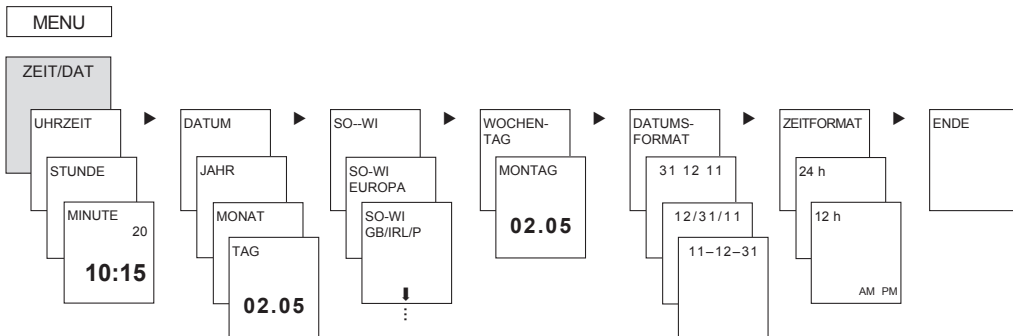 MENU
ZEIT/DAT
UHRZEIT
STUNDE
MINUTE
20
10:15
DATUM
JAHR
MONAT
TAG
02.05
SO--WI
SO-WI
EUROPA
SO-WI
GB/IRL/P
WOCHEN-
TAG
MONTAG
02.05
DATUMS-
FORMAT
31 12 11
12/31/11
11–12–31
ZEITFORMAT
24 h
12 h
AM PM
ENDE